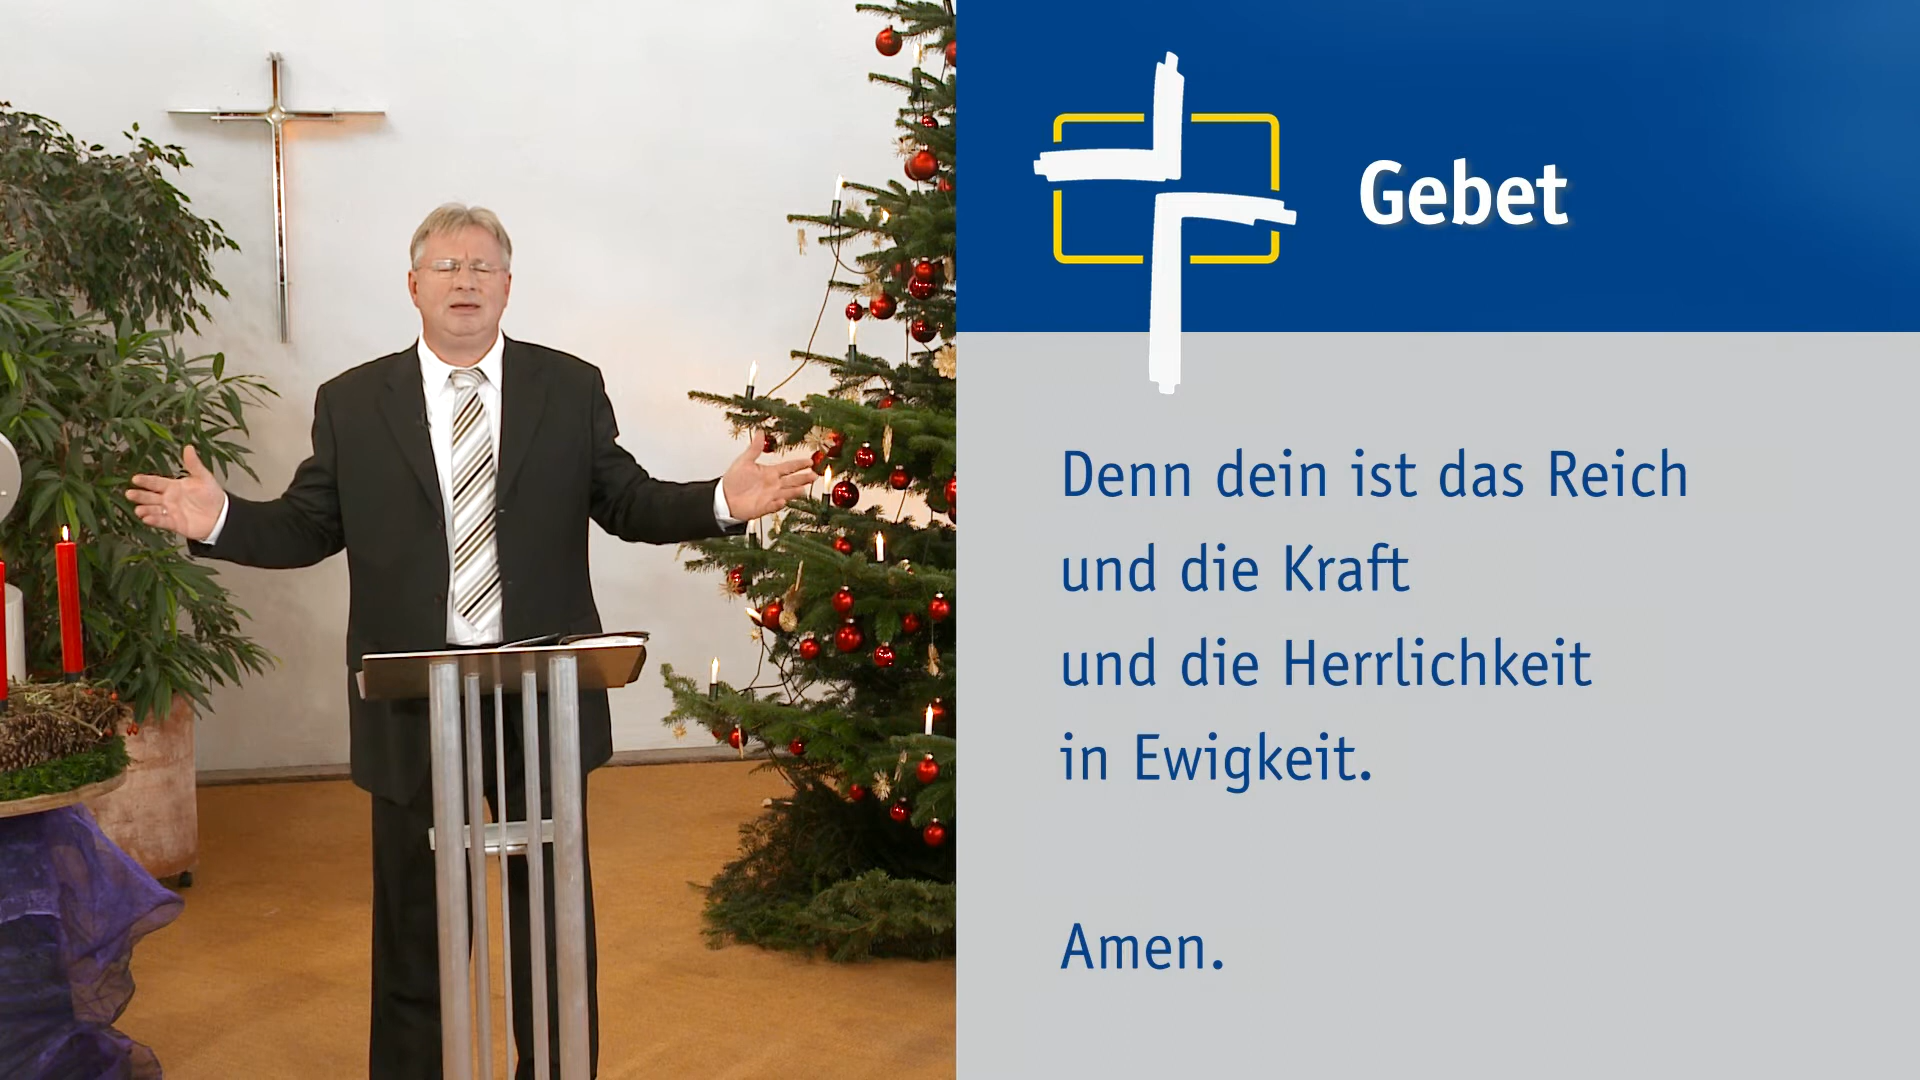 Gebet
Denn dein ist das Reich
und die Kraft
und die Herrlichkeit
in Ewigkeit.
Amen.